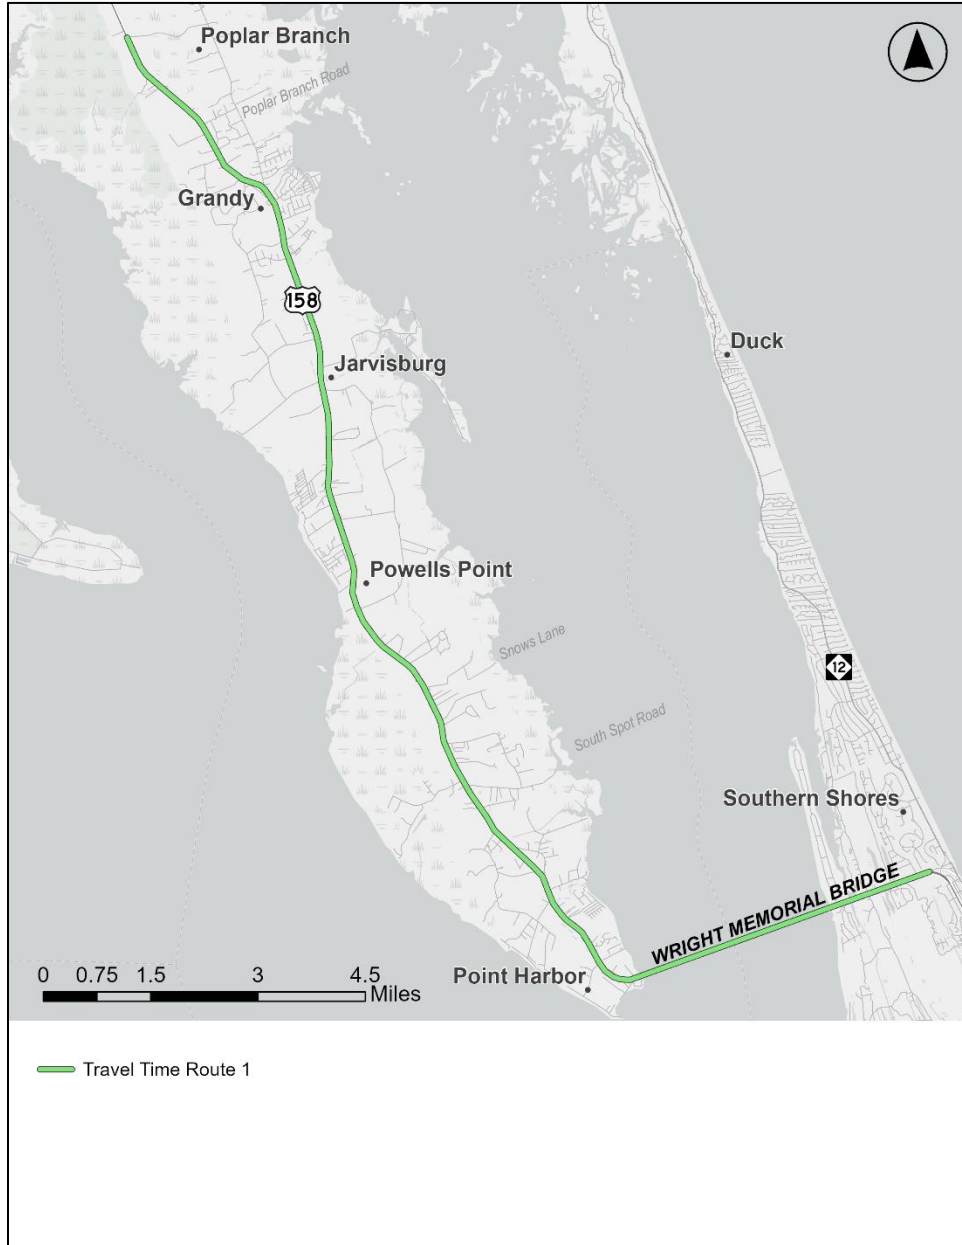 Poplar Branch
Poplar Branch Road
Grandy
158
Duck
Jarvisburg
Powells Point
Snows Lane
12
South Spot Road
Southern Shores
WRIGHT MEMORIAL BRIDGE
Point Harbor
0 0.75 1.5 3 4.5
Miles
Travel Time Route 1